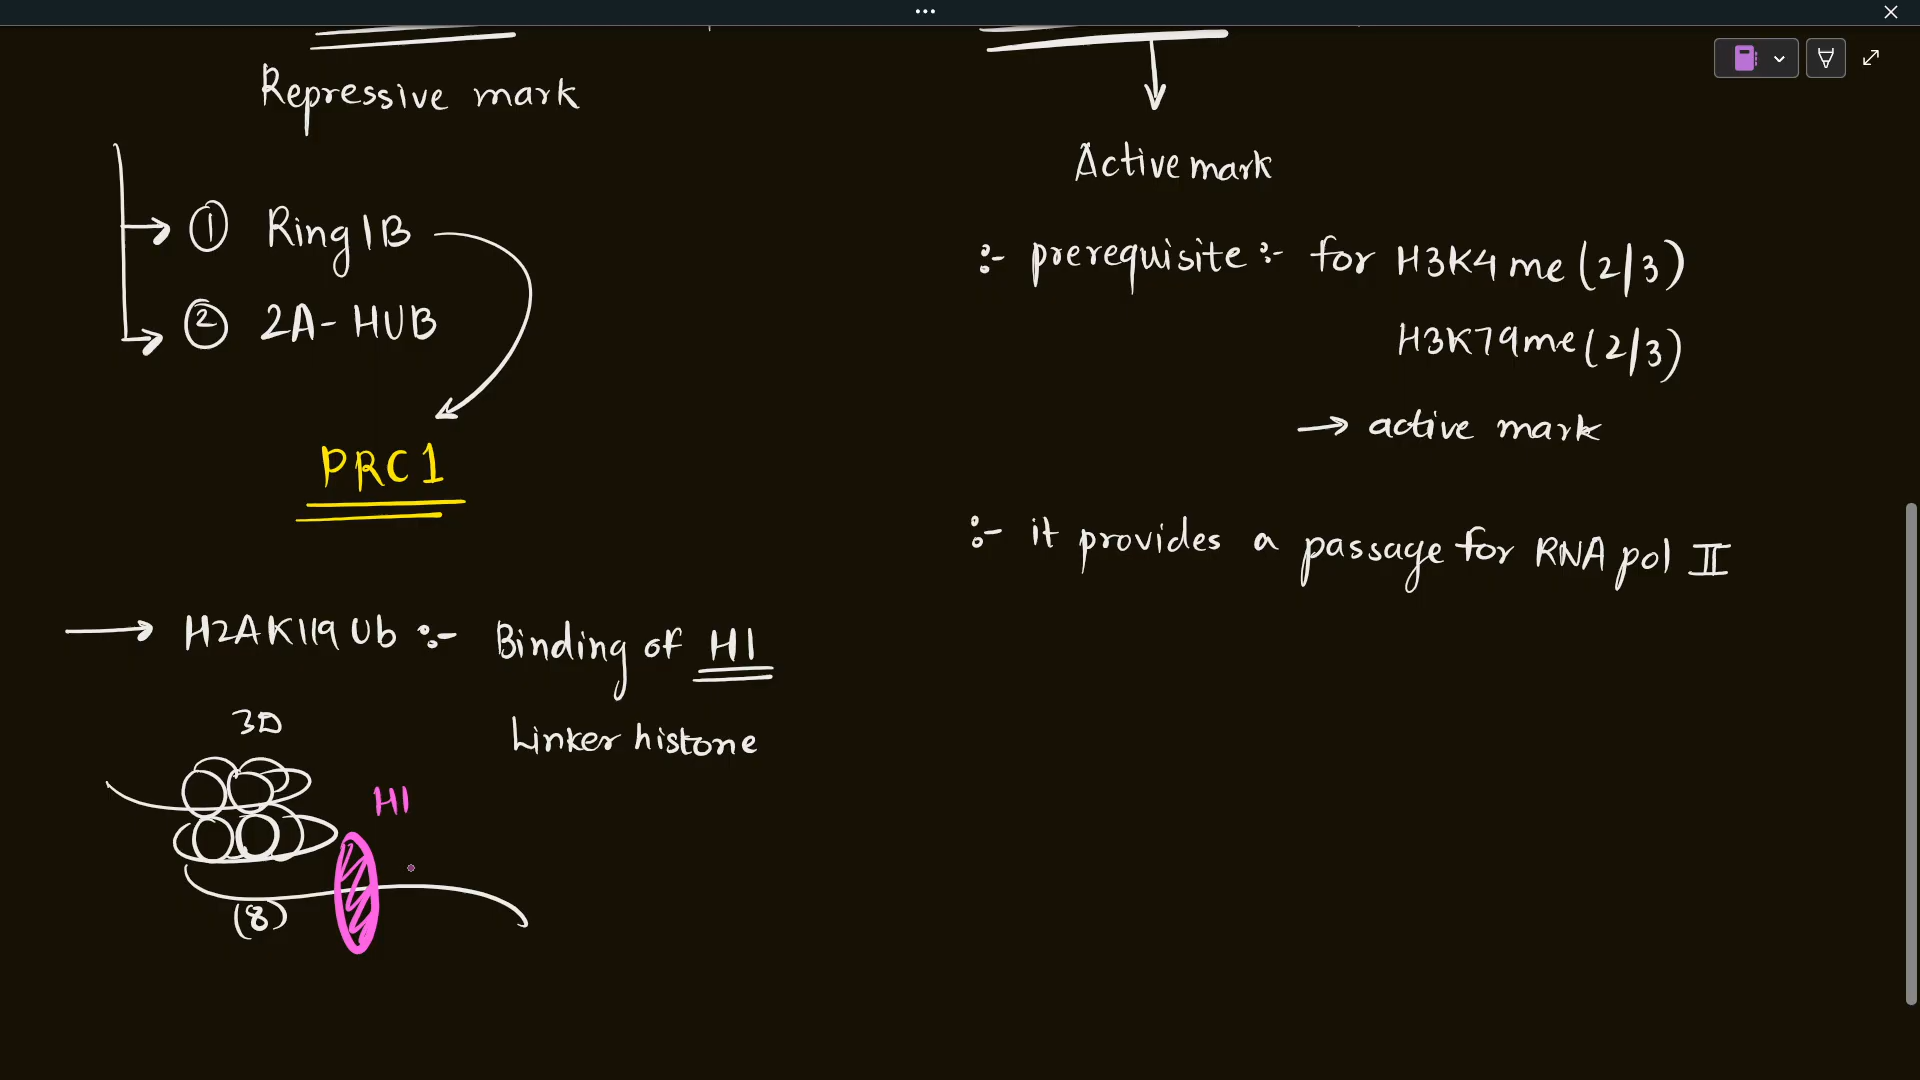 Repressive mark
① Ring1B
② 2A-HUB
PRC1
→ H2AK119Ub :- Binding of H1
Linker histone
3D
H1
(8)
Active mark
:- prerequisite :- for H3K4me(2/3)
H3K79me(2/3)
→ active mark
:- it provides a passage for RNA pol II